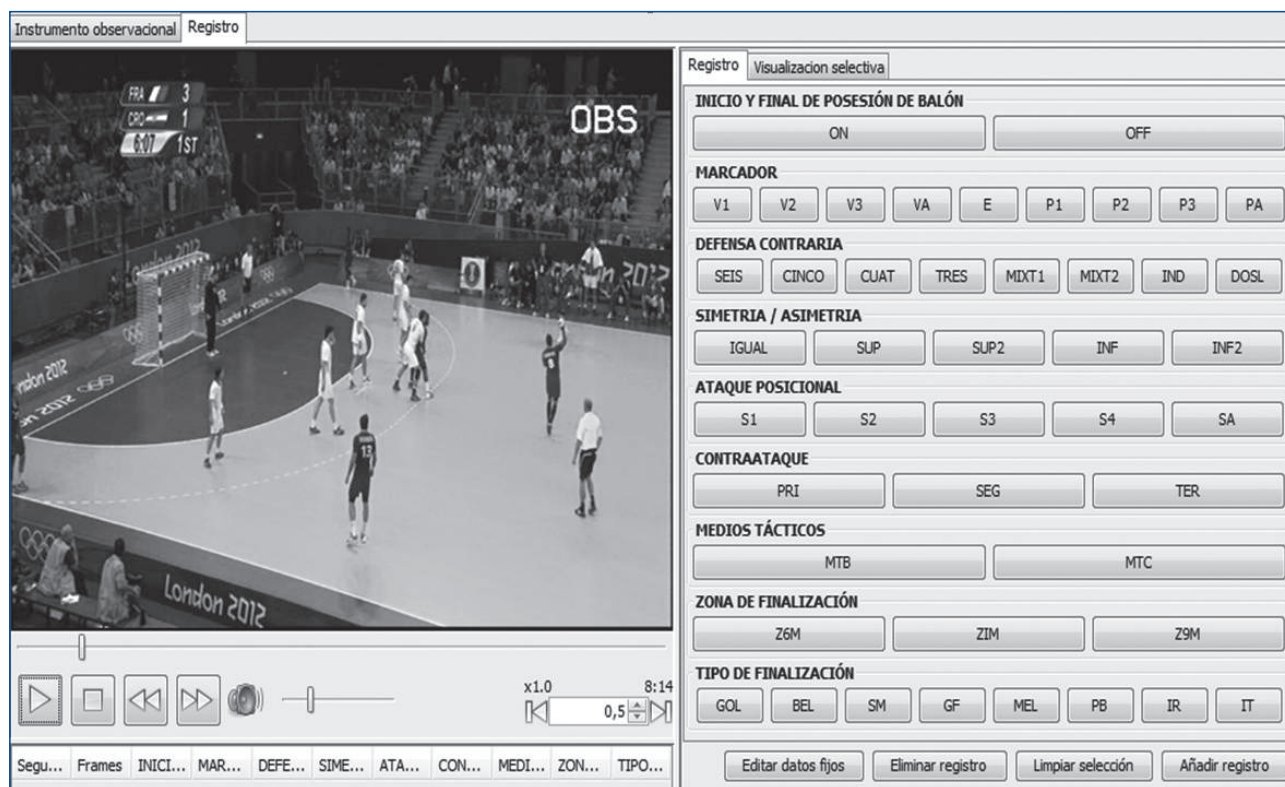 Instrumento observacional Registro
FRA 3
CRO 1
6:07 1ST
OBS
London 2012
London 2012
London 2012
13
London 2012
x1.0 8:14
0,5
Segu... Frames INICI... MAR... DEFE... SIME... ATA... CON... MEDI... ZON... TIPO...
Registro Visualizacion selectiva
INICIO Y FINAL DE POSESIÓN DE BALÓN
ON OFF
MARCADOR
V1 V2 V3 VA E P1 P2 P3 PA
DEFENSA CONTRARIA
SEIS CINCO CUAT TRES MIXT1 MIXT2 IND DOSL
SIMETRIA / ASIMETRIA
IGUAL SUP SUP2 INF INF2
ATAQUE POSICIONAL
S1 S2 S3 S4 SA
CONTRAATAQUE
PRI SEG TER
MEDIOS TÁCTICOS
MTB MTC
ZONA DE FINALIZACIÓN
Z6M ZIM Z9M
TIPO DE FINALIZACIÓN
GOL BEL SM GF MEL PB IR IT
Editar datos fijos Eliminar registro Limpiar selección Añadir registro